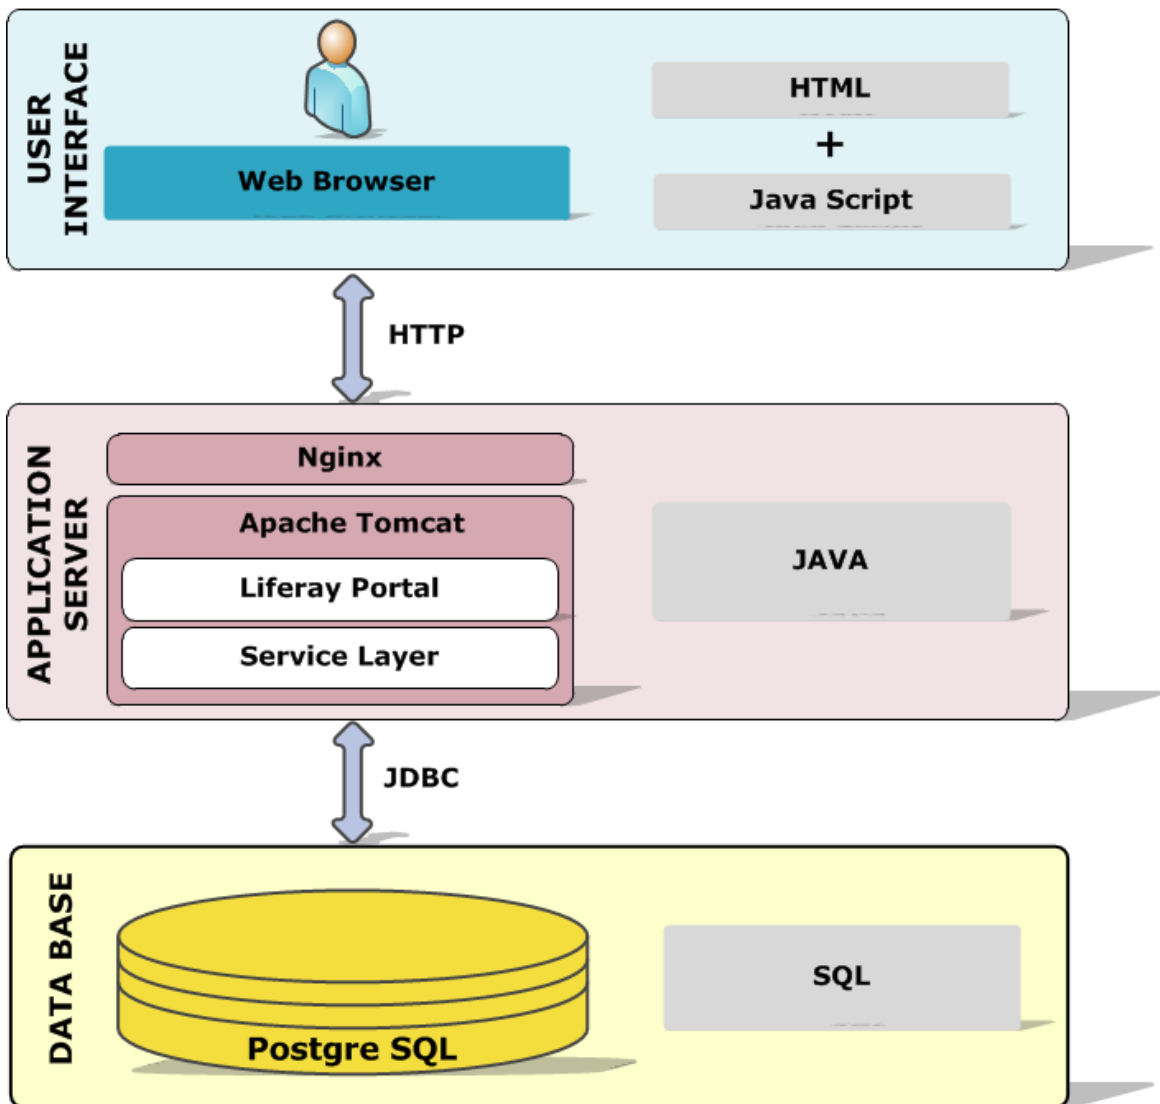 USER
INTERFACE
Web Browser
HTML
+
Java Script
HTTP
APPLICATION
SERVER
Nginx
Apache Tomcat
Liferay Portal
Service Layer
JAVA
JDBC
DATA BASE
Postgre SQL
SQL